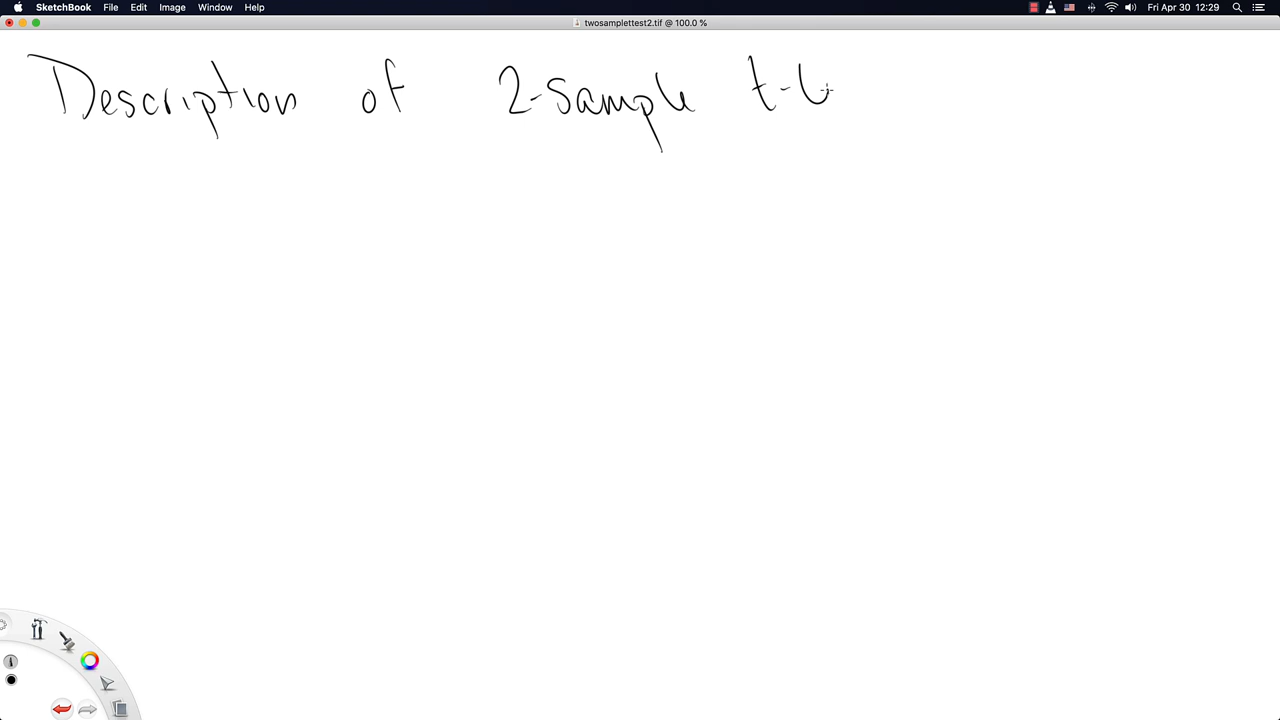 SketchBook File Edit Image Window Help Fri Apr 30 12:29
twosamplettest2.tif @ 100.0 %
Description of 2-Sample t-t